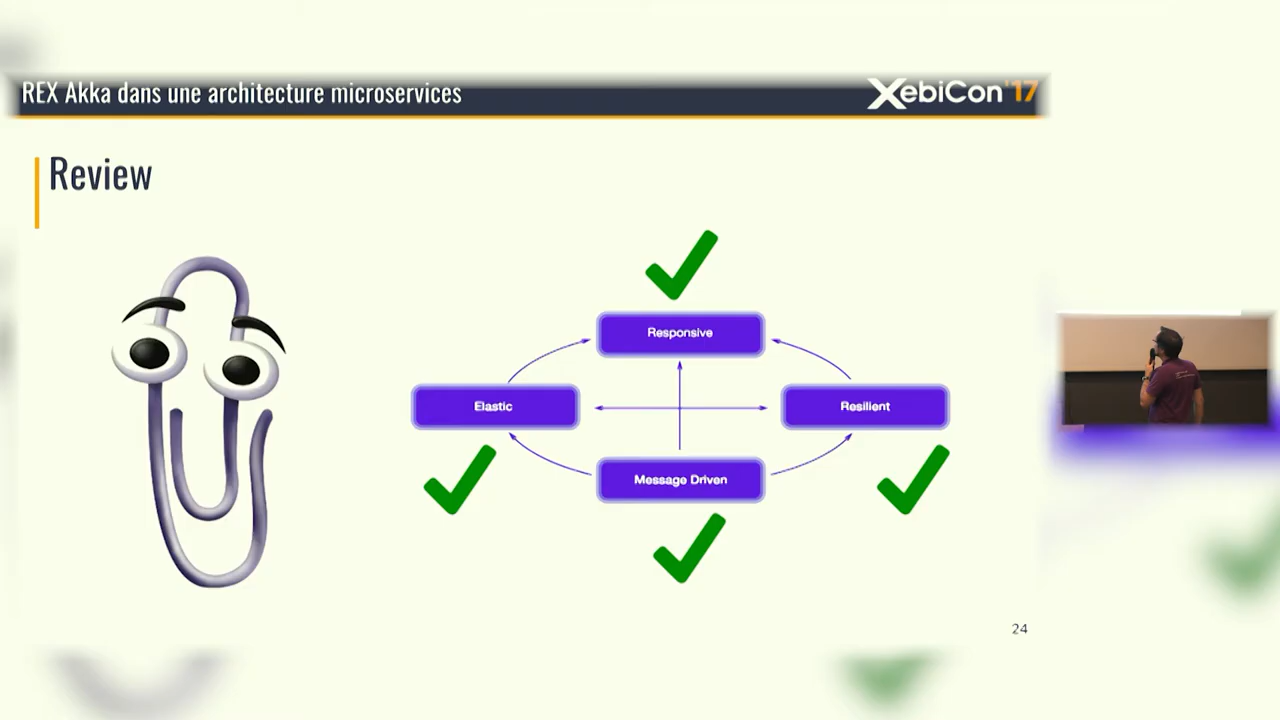 REX Akka dans une architecture microservices
XebiCon'17
Review
Responsive
Elastic
Resilient
Message Driven
24